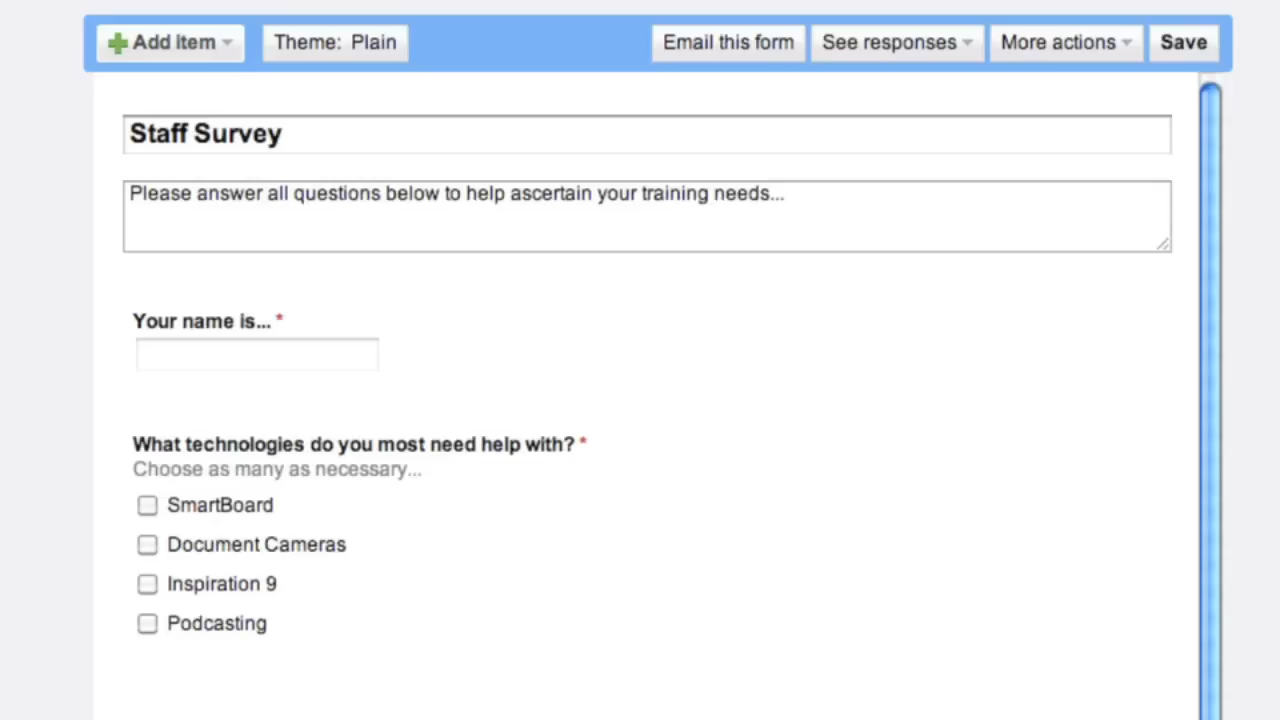 Add item Theme: Plain Email this form See responses More actions Save
Staff Survey
Please answer all questions below to help ascertain your training needs...
Your name is... *
What technologies do you most need help with? *
Choose as many as necessary...
SmartBoard
Document Cameras
Inspiration 9
Podcasting